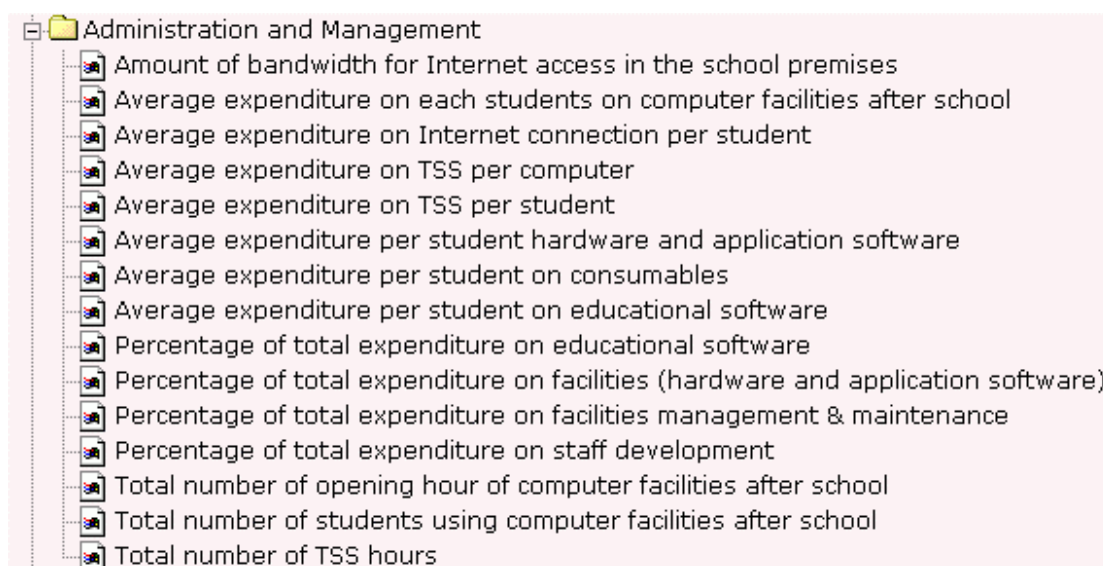 Administration and Management
Amount of bandwidth for Internet access in the school premises
Average expenditure on each students on computer facilities after school
Average expenditure on Internet connection per student
Average expenditure on TSS per computer
Average expenditure on TSS per student
Average expenditure per student hardware and application software
Average expenditure per student on consumables
Average expenditure per student on educational software
Percentage of total expenditure on educational software
Percentage of total expenditure on facilities (hardware and application software)
Percentage of total expenditure on facilities management & maintenance
Percentage of total expenditure on staff development
Total number of opening hour of computer facilities after school
Total number of students using computer facilities after school
Total number of TSS hours